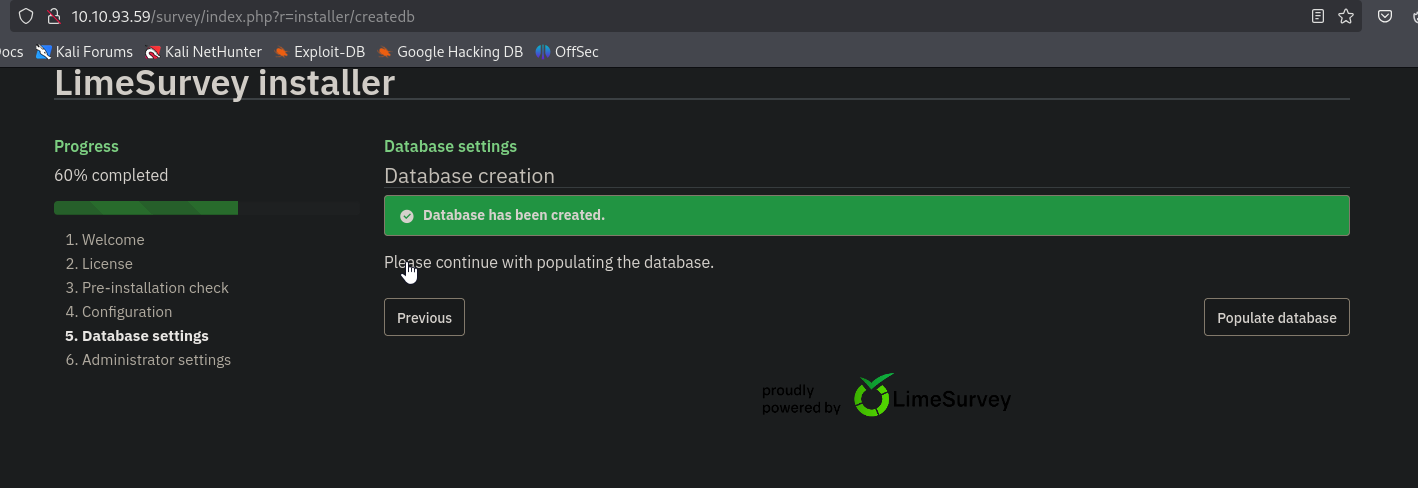 10.10.93.59/survey/index.php?r=installer/createdb
ocs Kali Forums Kali NetHunter Exploit-DB Google Hacking DB OffSec
LimeSurvey installer
Progress
60% completed
1. Welcome
2. License
3. Pre-installation check
4. Configuration
5. Database settings
6. Administrator settings
Database settings
Database creation
Database has been created.
Please continue with populating the database.
Previous
Populate database
proudly
powered by
LimeSurvey